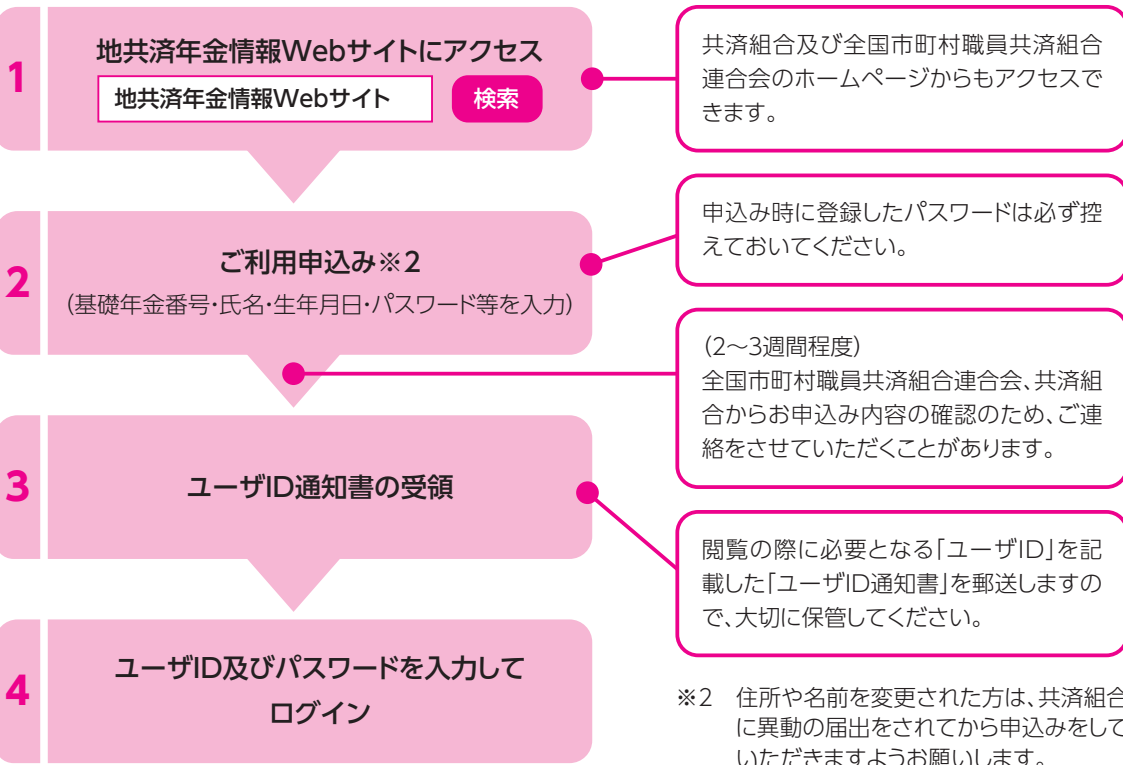 1
地共済年金情報Webサイトにアクセス
地共済年金情報Webサイト
検索
共済組合及び全国市町村職員共済組合
連合会のホームページからもアクセスで
きます。
2
ご利用申込み※2
(基礎年金番号・氏名・生年月日・パスワード等を入力)
申込み時に登録したパスワードは必ず控
えておいてください。
(2～3週間程度)
全国市町村職員共済組合連合会、共済組
合からお申込み内容の確認のため、ご連
絡をさせていただくことがあります。
3
ユーザID通知書の受領
閲覧の際に必要となる「ユーザID」を記
載した「ユーザID通知書」を郵送しますの
で、大切に保管してください。
4
ユーザID及びパスワードを入力して
ログイン
※2 住所や名前を変更された方は、共済組合
に異動の届出をされてから申込みをして
いただきますようお願いします。